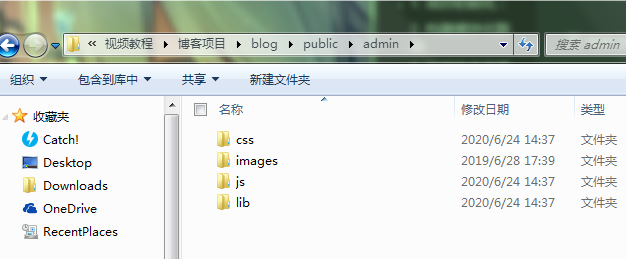 « 视频教程 博客项目 blog public admin 搜索 admin
组织 包含到库中 共享 新建文件夹
收藏夹
Catch!
Desktop
Downloads
OneDrive
RecentPlaces
名称 修改日期 类型
css 2020/6/24 14:37 文件夹
images 2019/6/28 17:39 文件夹
js 2020/6/24 14:37 文件夹
lib 2020/6/24 14:37 文件夹